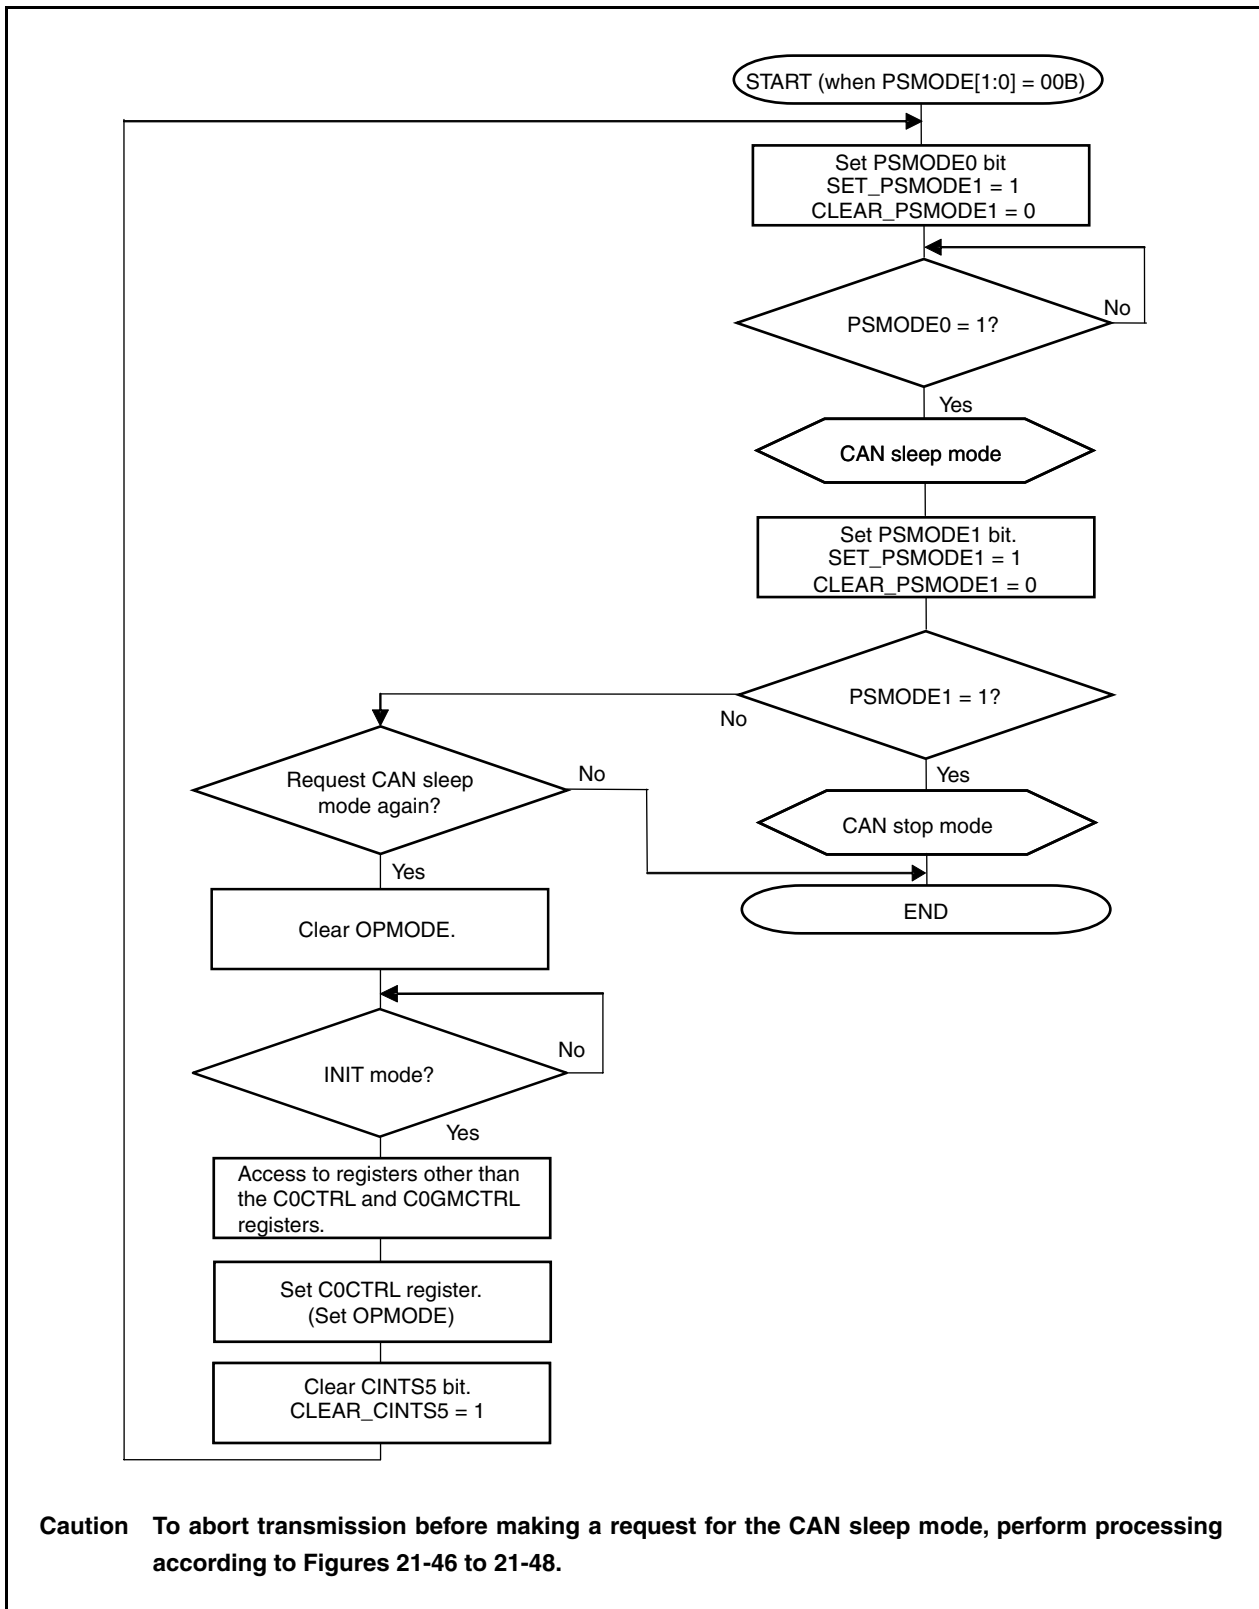 START (when PSMODE[1:0] = 00B)
Set PSMODE0 bit
SET_PSMODE1 = 1
CLEAR_PSMODE1 = 0
PSMODE0 = 1?
No
Yes
CAN sleep mode
Set PSMODE1 bit.
SET_PSMODE1 = 1
CLEAR_PSMODE1 = 0
PSMODE1 = 1?
No
Yes
CAN stop mode
END
Request CAN sleep
mode again?
No
Yes
Clear OPMODE.
INIT mode?
No
Yes
Access to registers other than
the C0CTRL and C0GMCTRL
registers.
Set C0CTRL register.
(Set OPMODE)
Clear CINTS5 bit.
CLEAR_CINTS5 = 1
Caution To abort transmission before making a request for the CAN sleep mode, perform processing
according to Figures 21-46 to 21-48.